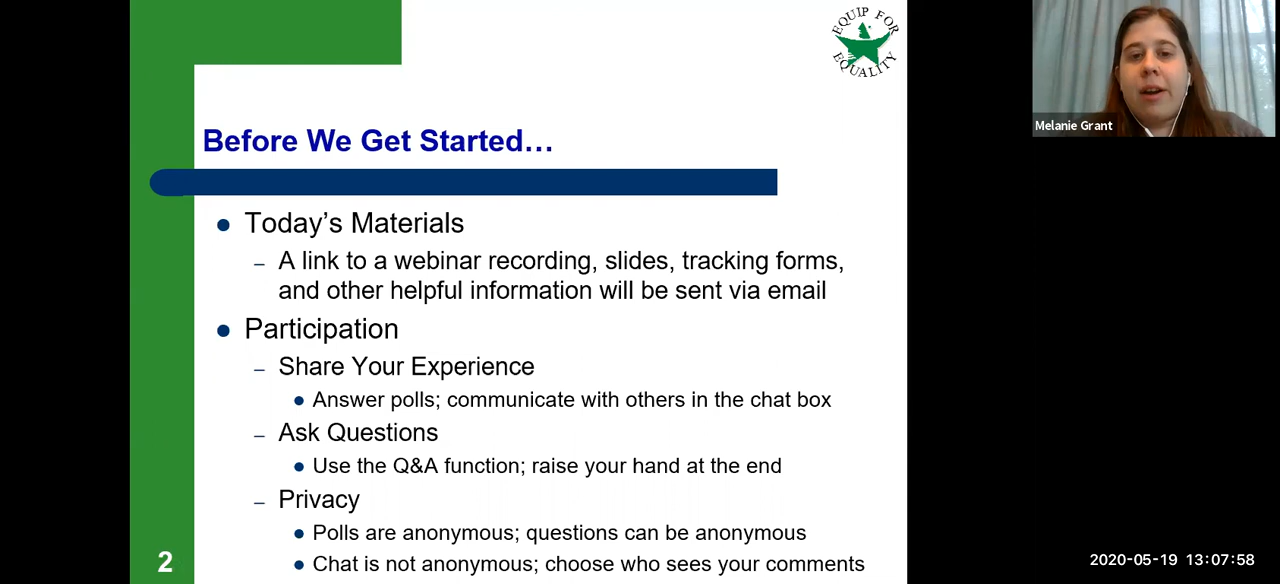 EQUIP FOR
EQUALITY
Melanie Grant
Before We Get Started…
Today’s Materials
– A link to a webinar recording, slides, tracking forms,
and other helpful information will be sent via email
Participation
– Share Your Experience
Answer polls; communicate with others in the chat box
– Ask Questions
Use the Q&A function; raise your hand at the end
– Privacy
Polls are anonymous; questions can be anonymous
Chat is not anonymous; choose who sees your comments
2
2020-05-19 13:07:58